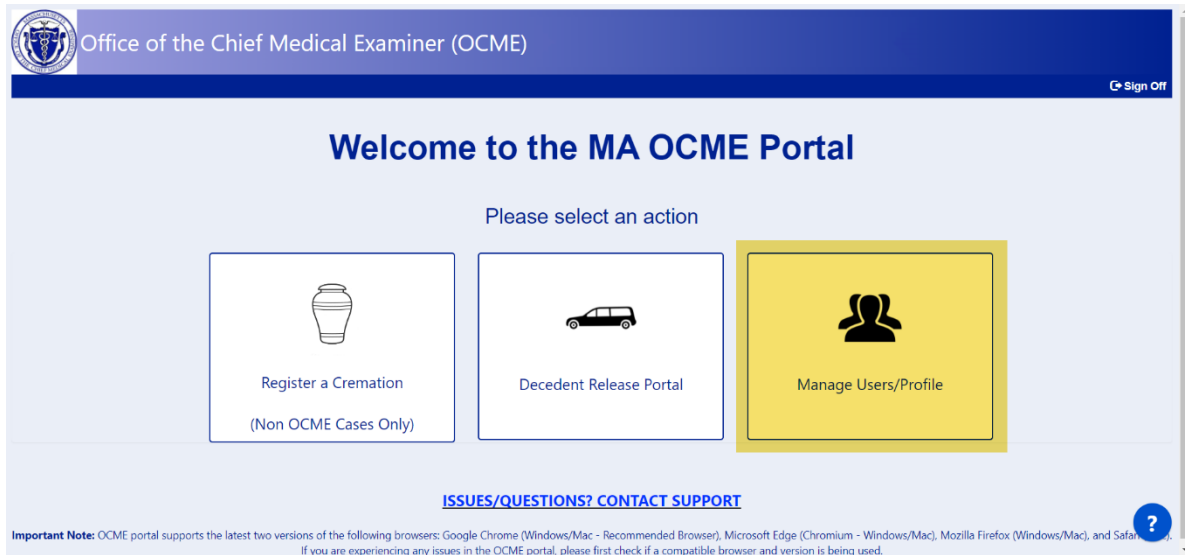 Office of the Chief Medical Examiner (OCME)
Sign Off
Welcome to the MA OCME Portal
Please select an action
Register a Cremation
(Non OCME Cases Only)
Decedent Release Portal
Manage Users/Profile
ISSUES/QUESTIONS? CONTACT SUPPORT
?
Important Note: OCME portal supports the latest two versions of the following browsers: Google Chrome (Windows/Mac - Recommended Browser), Microsoft Edge (Chromium - Windows/Mac), Mozilla Firefox (Windows/Mac), and
If you are experiencing any issues in the OCME portal, please first check if a compatible browser and version is being used.